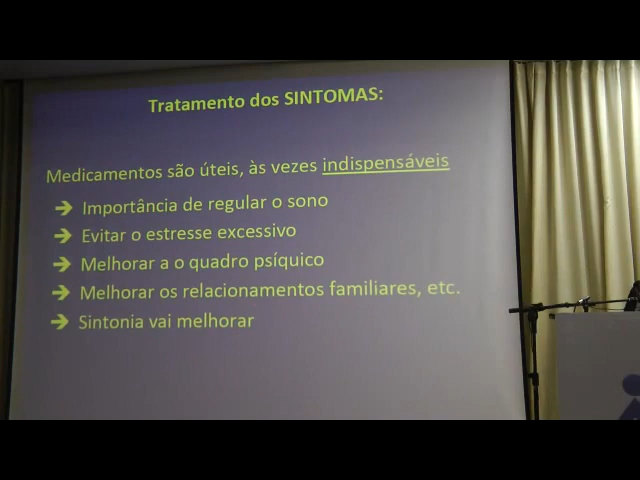 Tratamento dos SINTOMAS:
Medicamentos são úteis, às vezes indispensáveis
➔ Importância de regular o sono
➔ Evitar o estresse excessivo
➔ Melhorar a o quadro psíquico
➔ Melhorar os relacionamentos familiares, etc.
➔ Sintonia vai melhorar